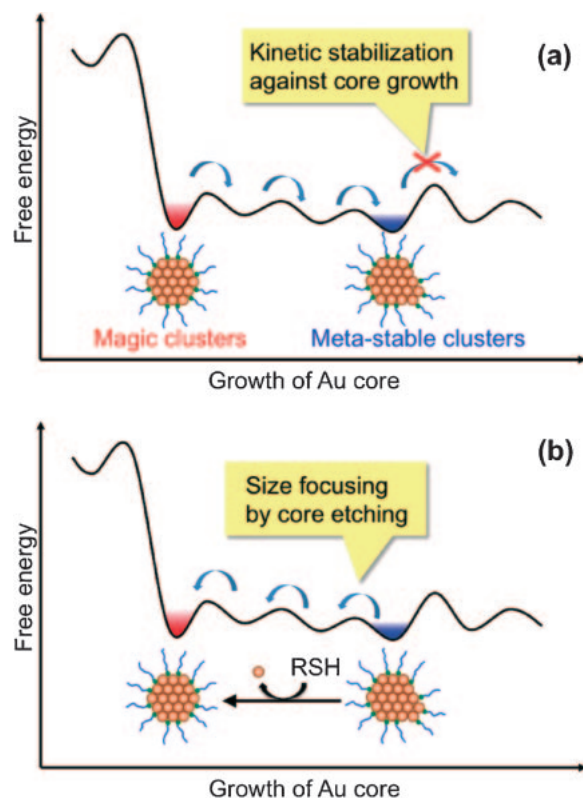 (a)
Kinetic stabilization
against core growth
Free energy
Magic clusters
Meta-stable clusters
Growth of Au core
(b)
Size focusing
by core etching
Free energy
RSH
Growth of Au core